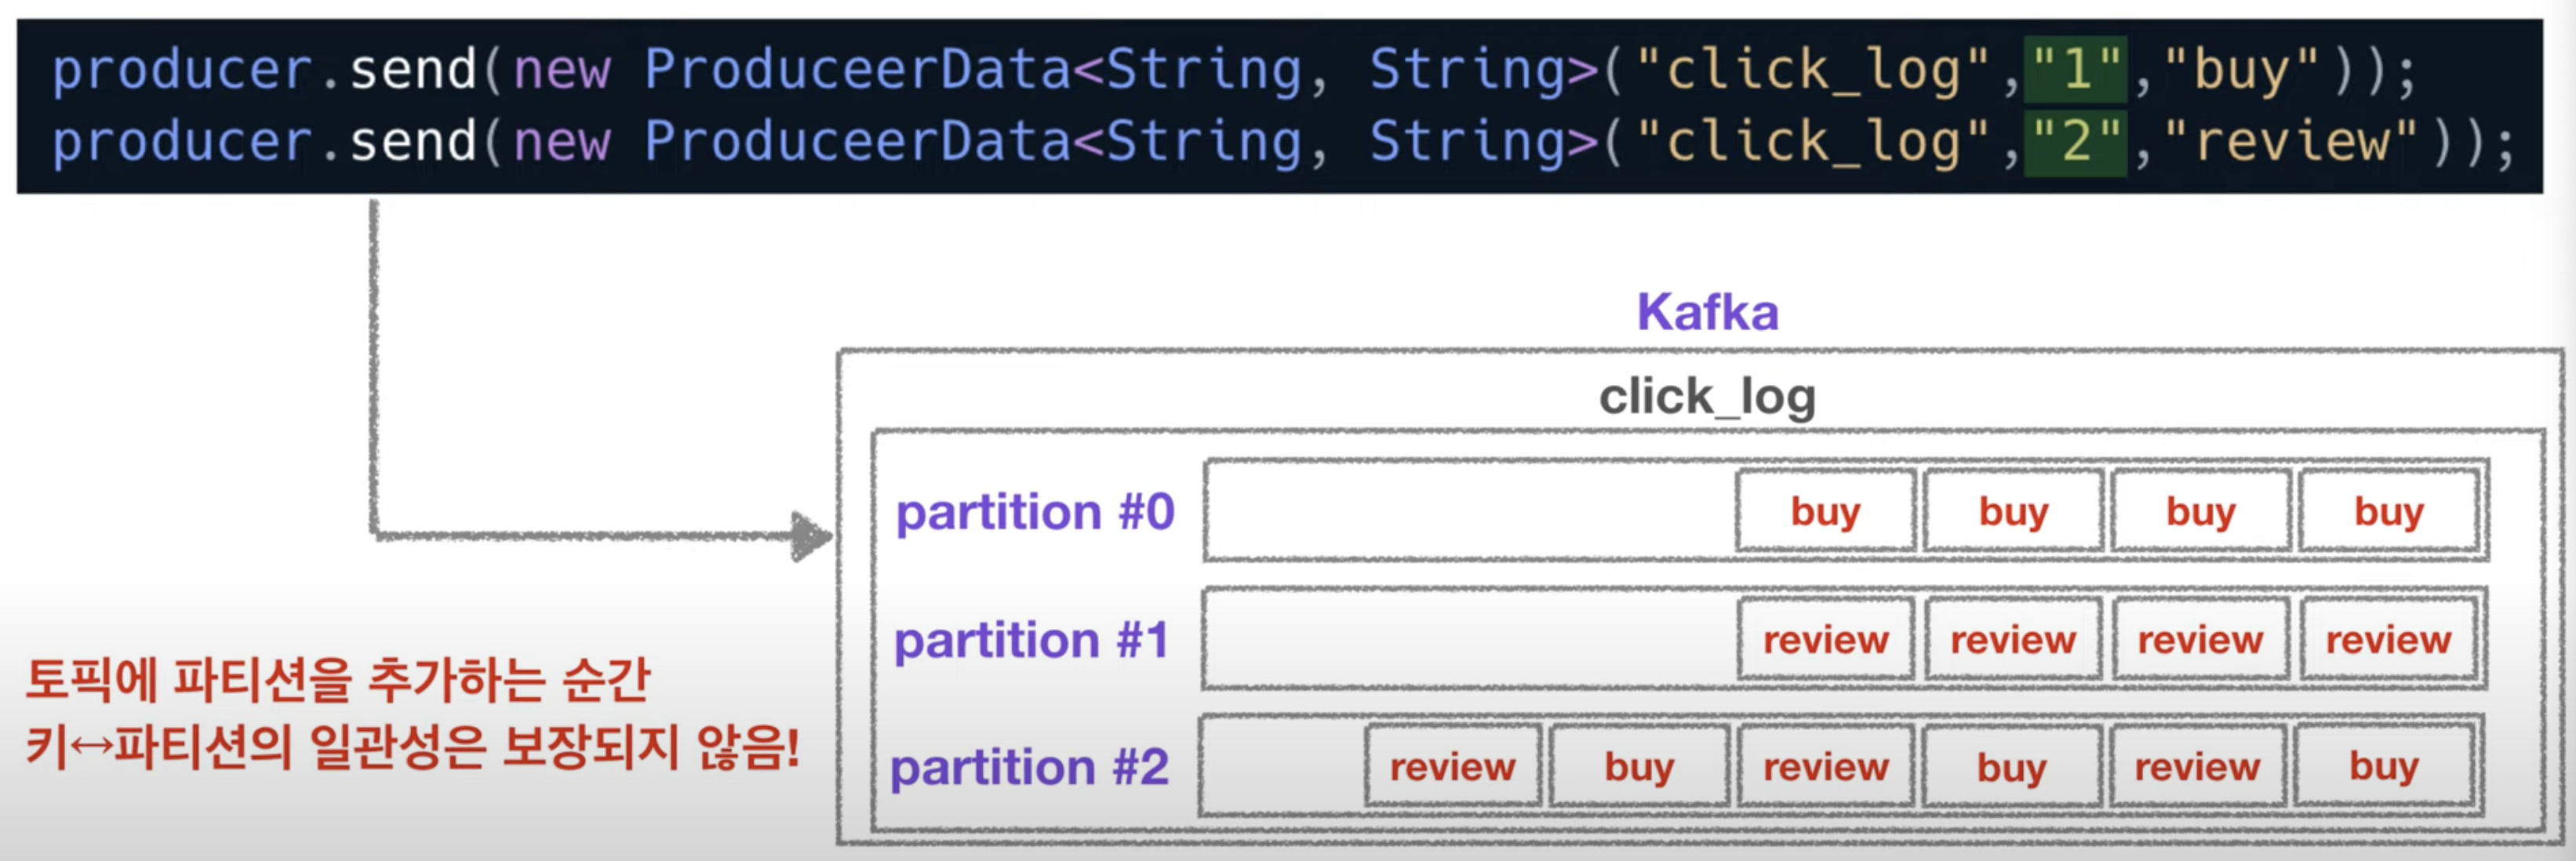 producer.send(new ProduceerData<String, String>("click_log","1","buy"));
producer.send(new ProduceerData<String, String>("click_log","2","review"));
Kafka
click_log
partition #0 buy buy buy buy
partition #1 review review review review
partition #2 review buy review buy review buy
토픽에 파티션을 추가하는 순간
키↔파티션의 일관성은 보장되지 않음!